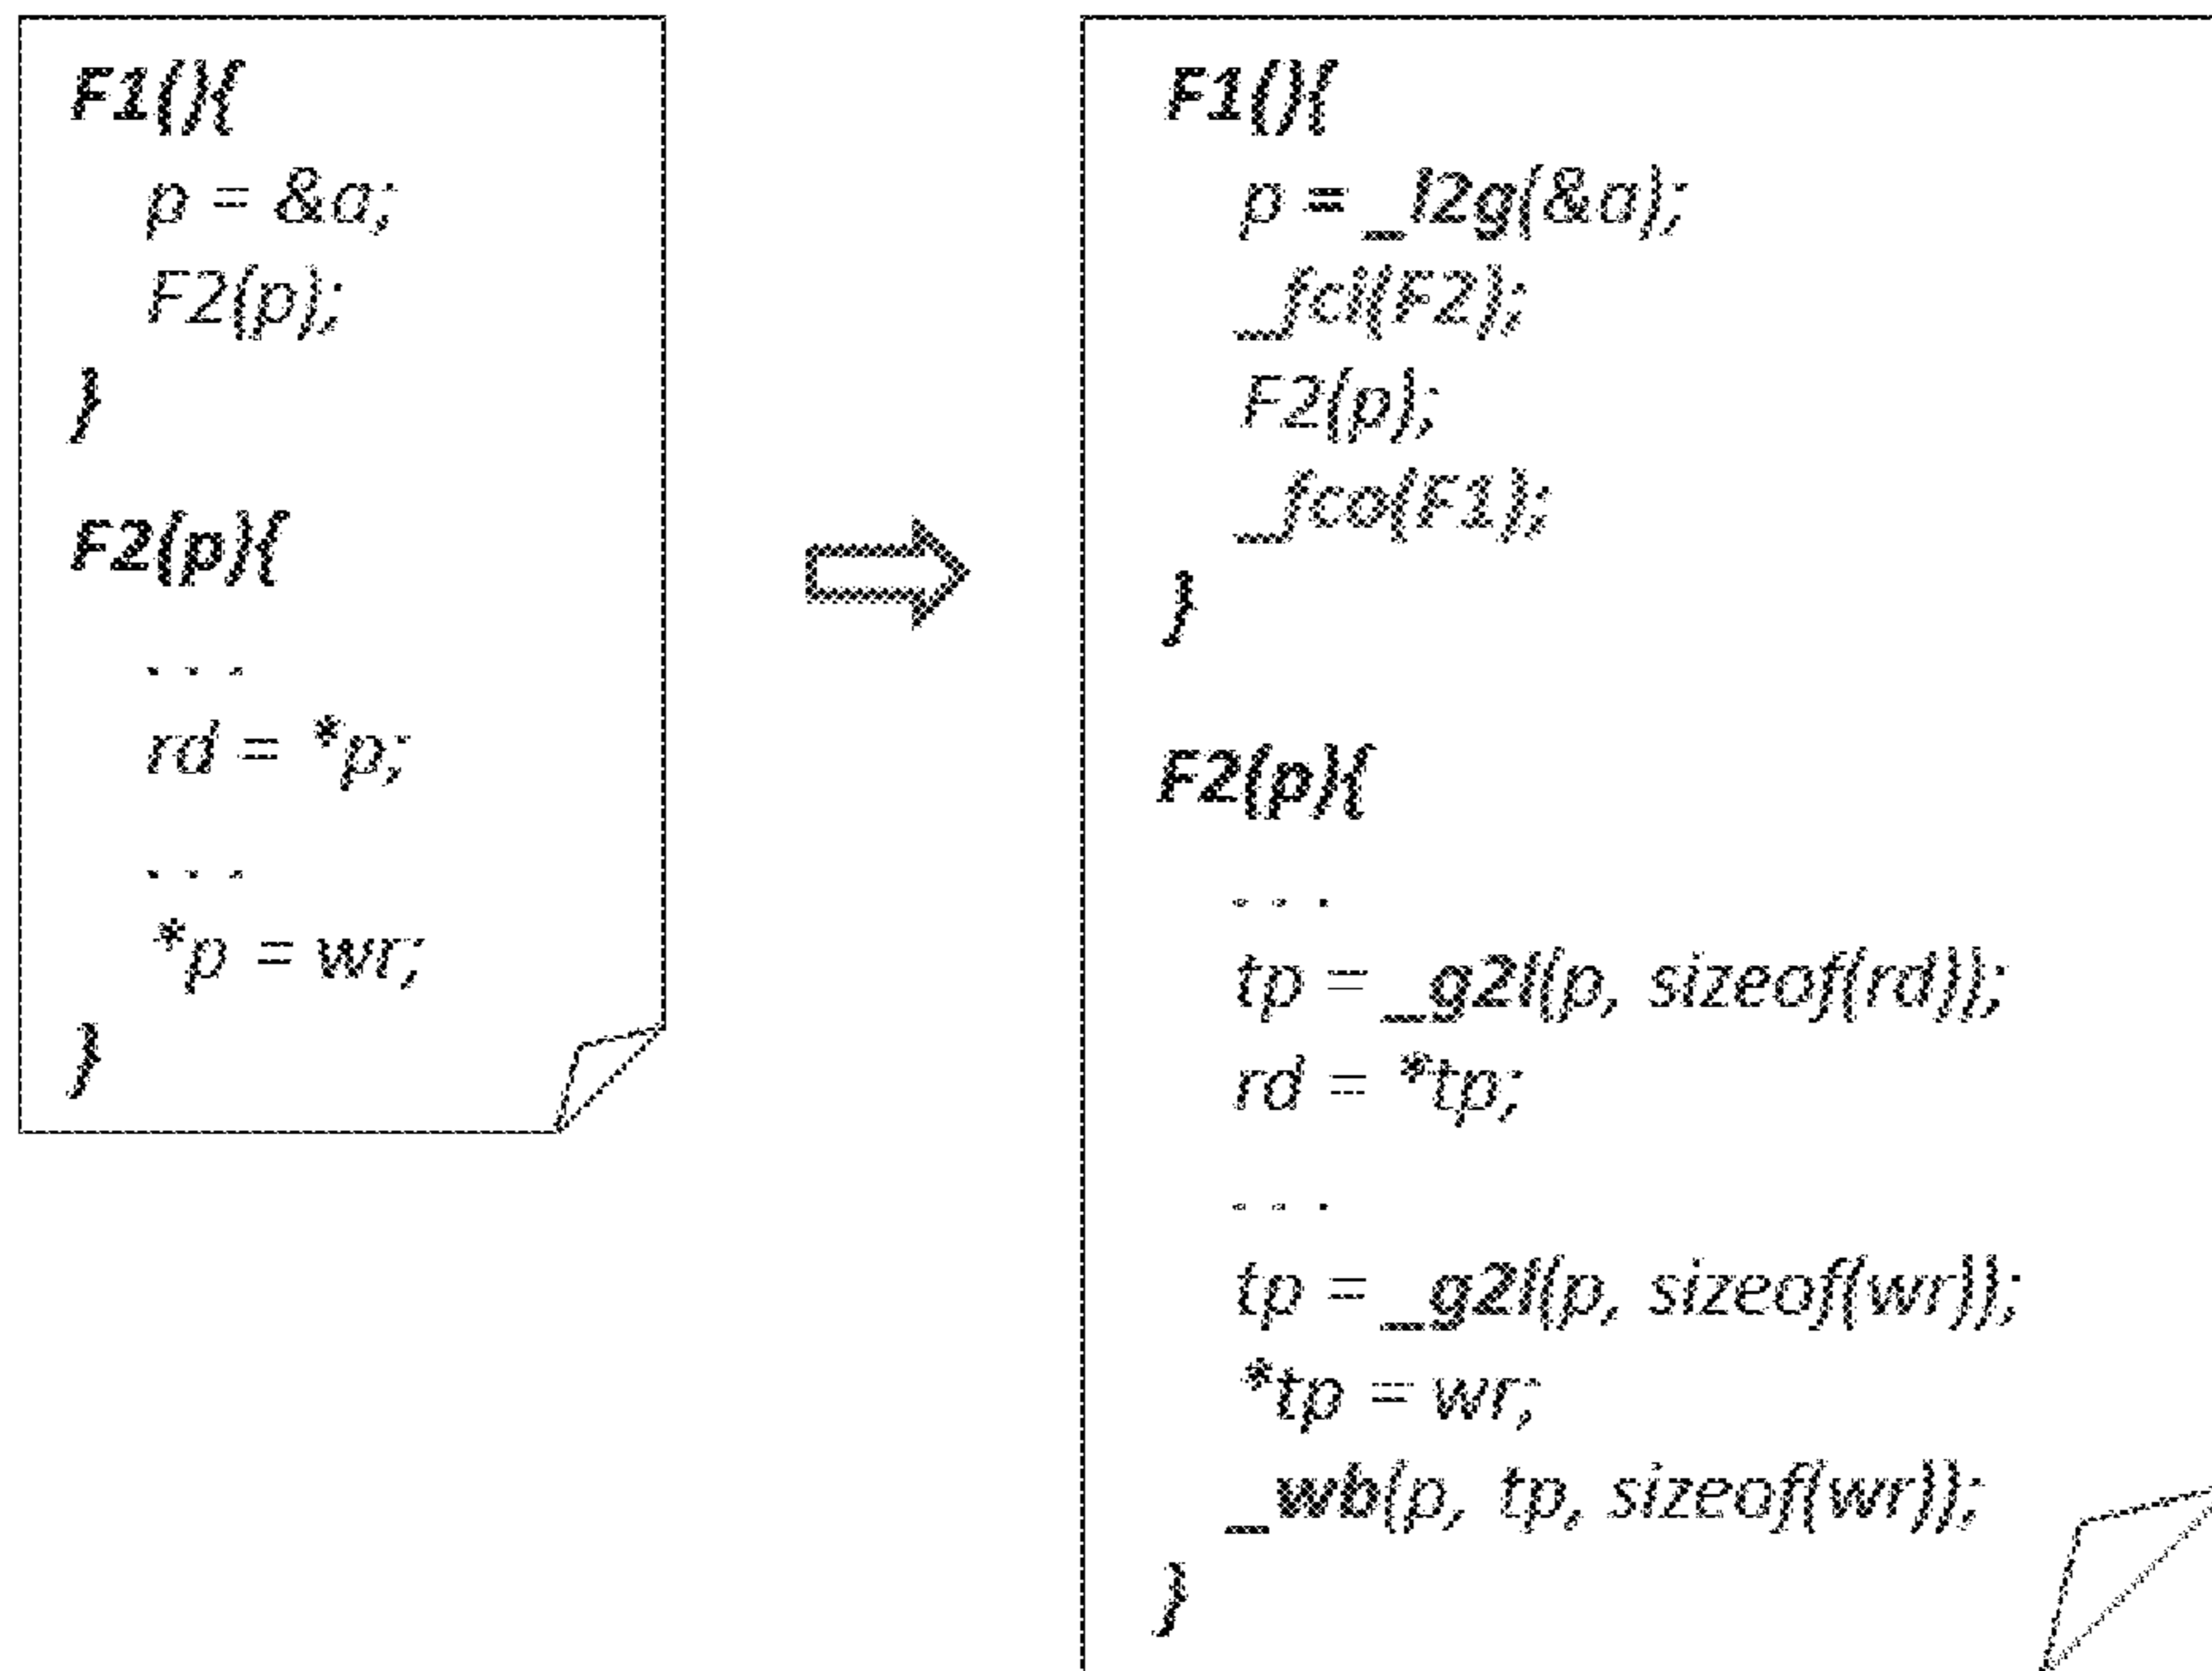 F1(){
p = &a;
F2(p);
}
F2(p){
. . .
rd = *p;
. . .
*p = wr;
}
F1(){
p = _l2g(&a);
_fci(F2);
F2(p);
_fco(F1);
}
F2(p){
. . .
tp = _g2l(p, sizeof(rd));
rd = *tp;
. . .
tp = _g2l(p, sizeof(wr));
*tp = wr;
_wb(p, tp, sizeof(wr));
}